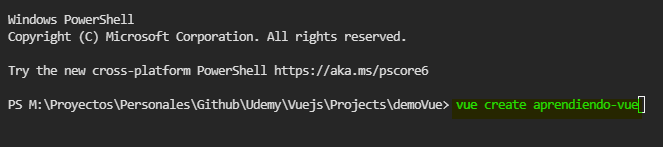 Windows PowerShell
Copyright (C) Microsoft Corporation. All rights reserved.
Try the new cross-platform PowerShell https://aka.ms/pscore6
PS M:\Proyectos\Personales\Github\Udemy\Vuejs\Projects\demoVue> vue create aprendiendo-vue